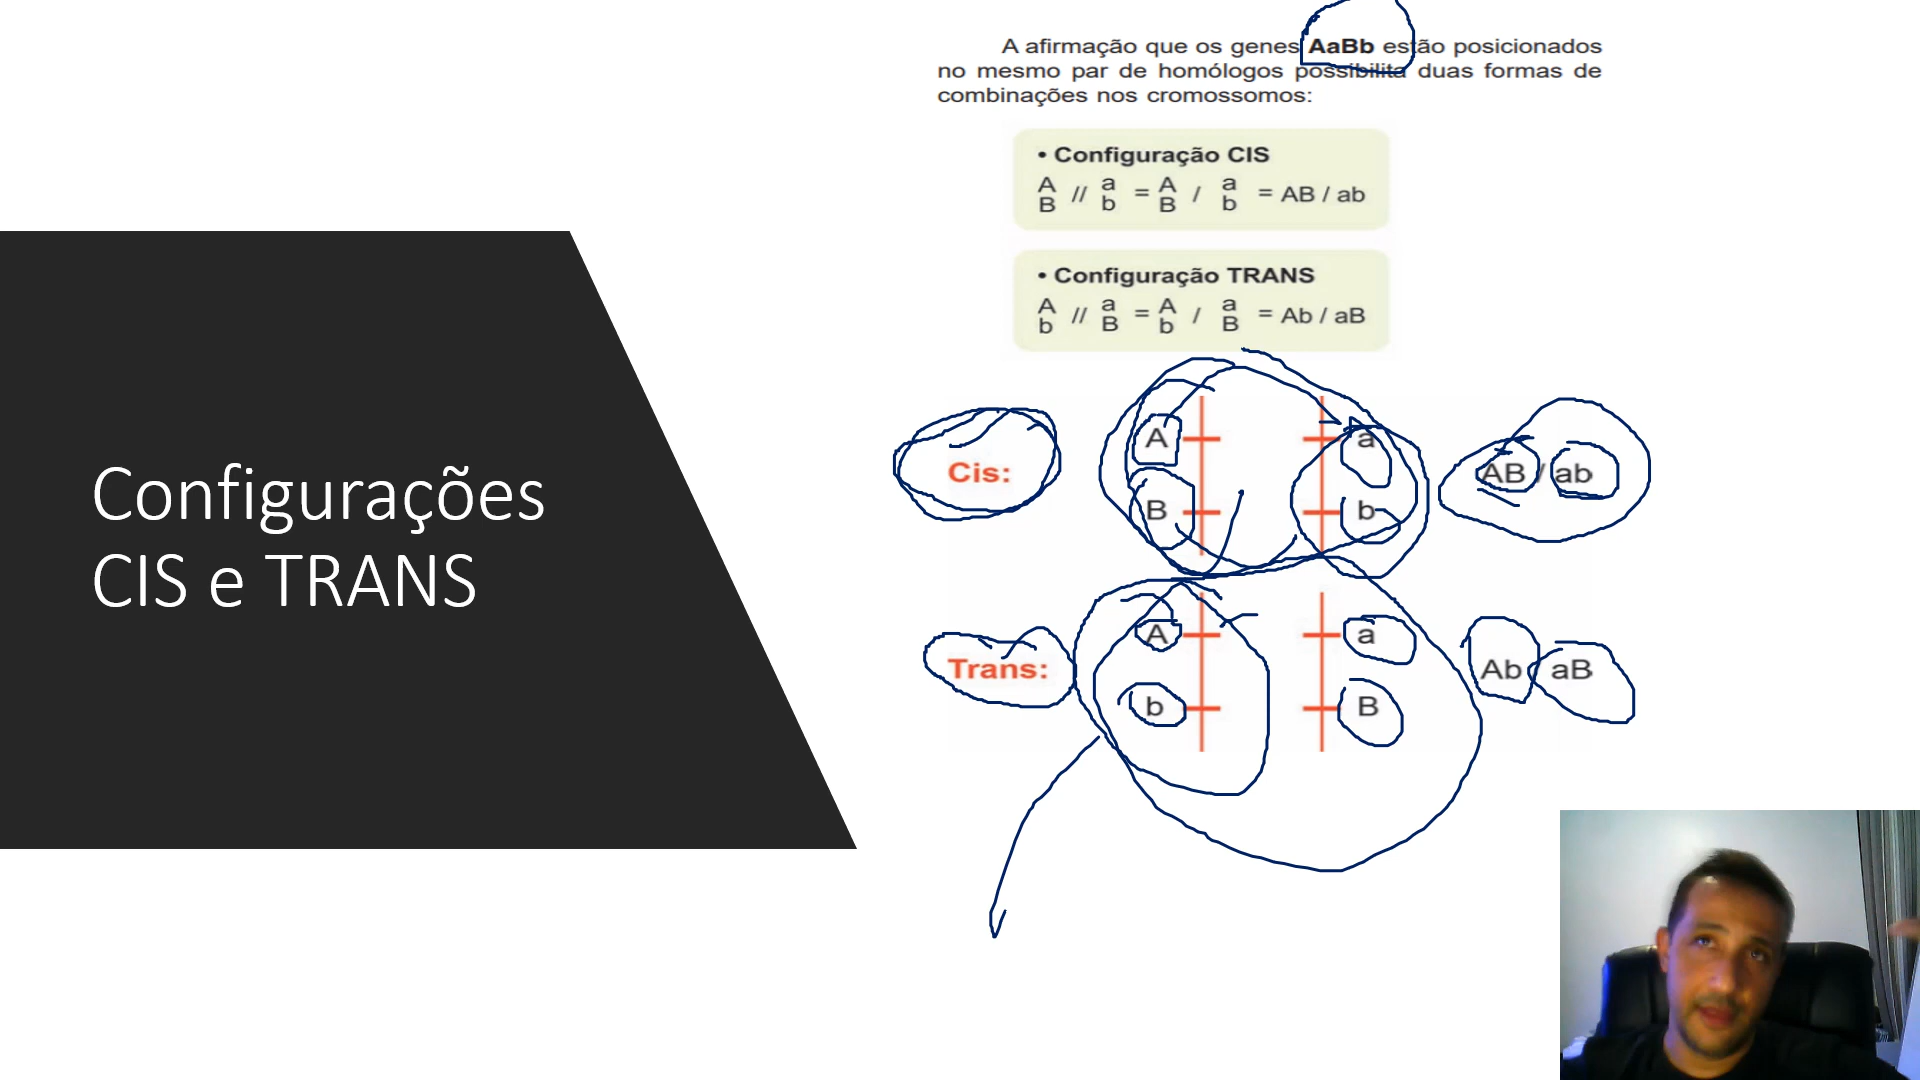 A afirmação que os genes AaBb estão posicionados
no mesmo par de homólogos possibilita duas formas de
combinações nos cromossomos:
• Configuração CIS
A a A a
// = / = AB / ab
B b B b
• Configuração TRANS
A a A a
// = / = Ab / aB
b B b B
Configurações
CIS e TRANS
A a
Cis: AB / ab
B b
A a
Trans: Ab aB
b B